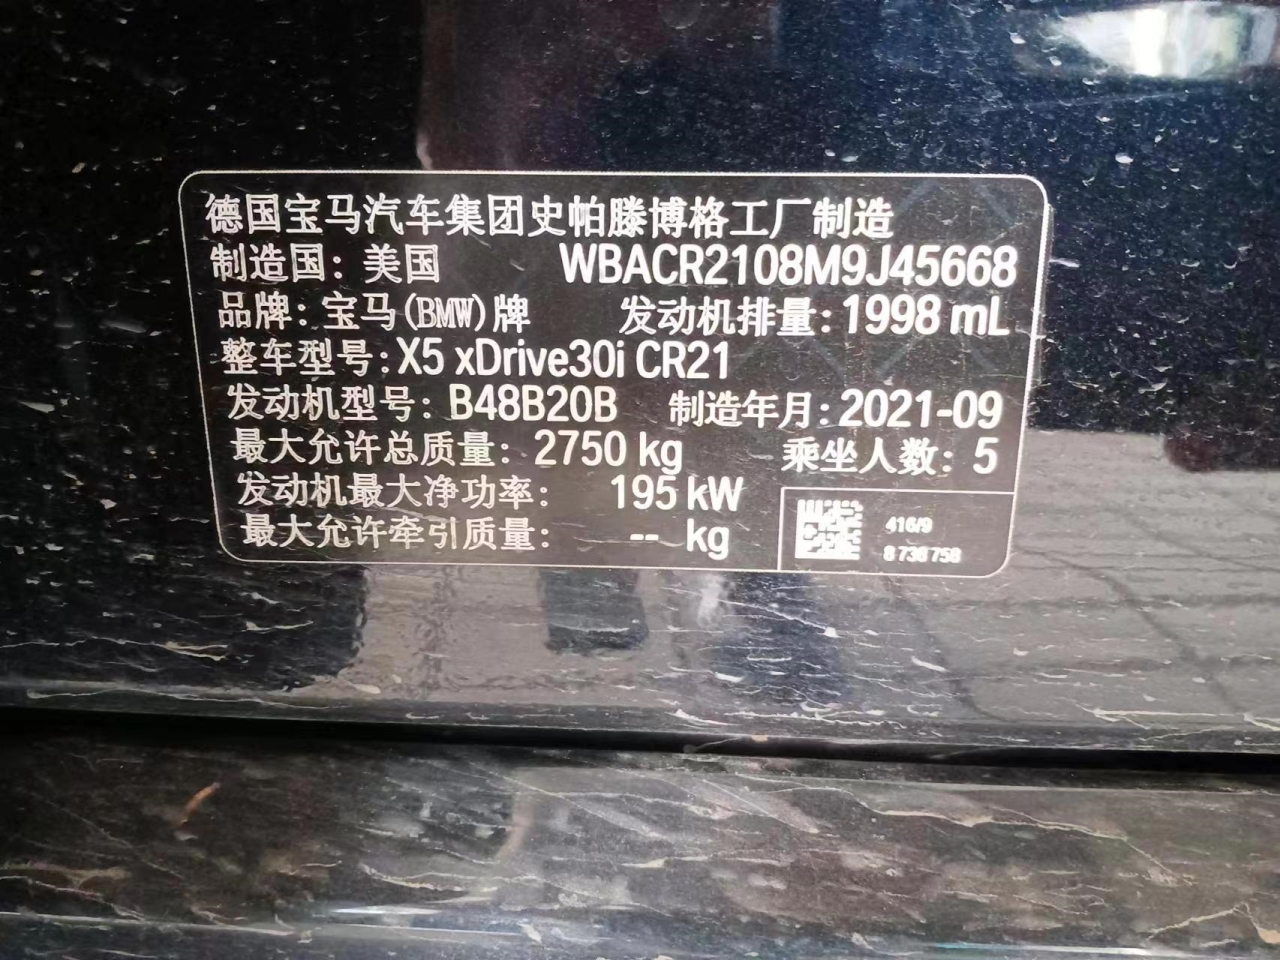 德国宝马汽车集团史帕滕博格工厂制造
制造国：美国 WBACR2108M9J45668
品牌：宝马(BMW)牌 发动机排量：1998 mL
整车型号：X5 xDrive30i CR21
发动机型号：B48B20B 制造年月：2021-09
最大允许总质量：2750 kg 乘坐人数：5
发动机最大净功率：195 kW
最大允许牵引质量：-- kg
416/9
8 736 758